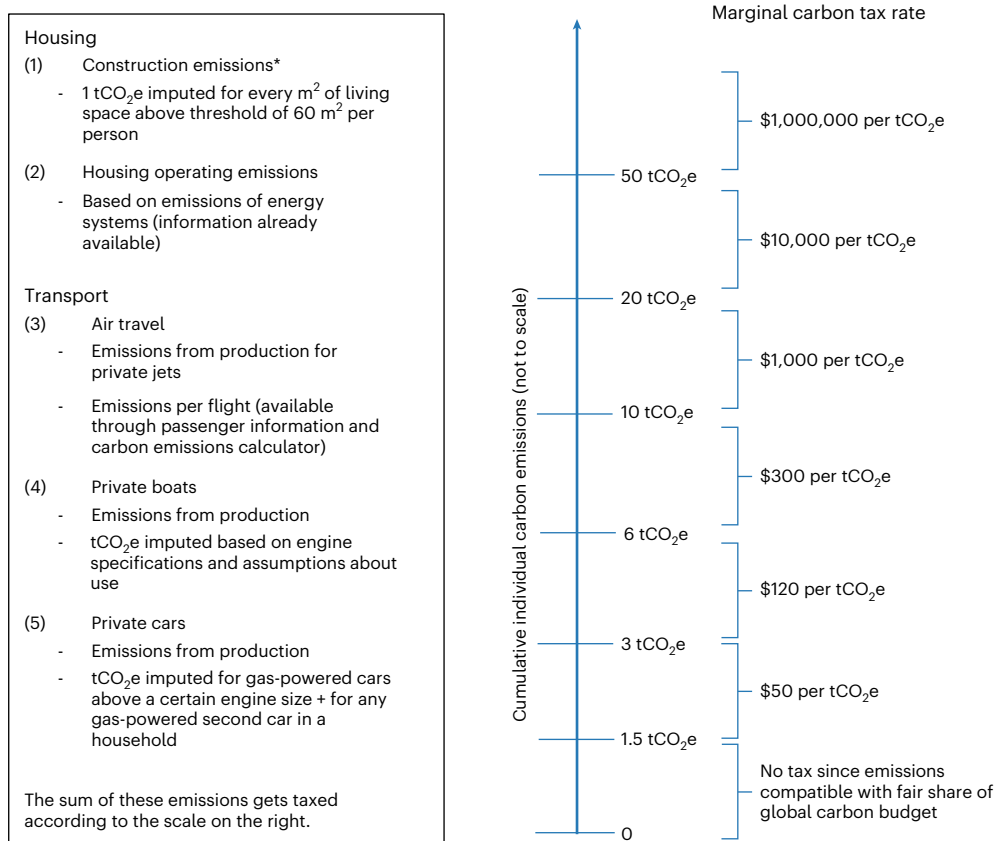 Housing
(1) Construction emissions*
- 1 tCO₂e imputed for every m² of living
space above threshold of 60 m² per
person
(2) Housing operating emissions
- Based on emissions of energy
systems (information already
available)
Transport
(3) Air travel
- Emissions from production for
private jets
- Emissions per flight (available
through passenger information and
carbon emissions calculator)
(4) Private boats
- Emissions from production
- tCO₂e imputed based on engine
specifications and assumptions about
use
(5) Private cars
- Emissions from production
- tCO₂e imputed for gas-powered cars
above a certain engine size + for any
gas-powered second car in a
household
The sum of these emissions gets taxed
according to the scale on the right.
Cumulative individual carbon emissions (not to scale)
50 tCO₂e
20 tCO₂e
10 tCO₂e
6 tCO₂e
3 tCO₂e
1.5 tCO₂e
0
Marginal carbon tax rate
$1,000,000 per tCO₂e
$10,000 per tCO₂e
$1,000 per tCO₂e
$300 per tCO₂e
$120 per tCO₂e
$50 per tCO₂e
No tax since emissions
compatible with fair share of
global carbon budget